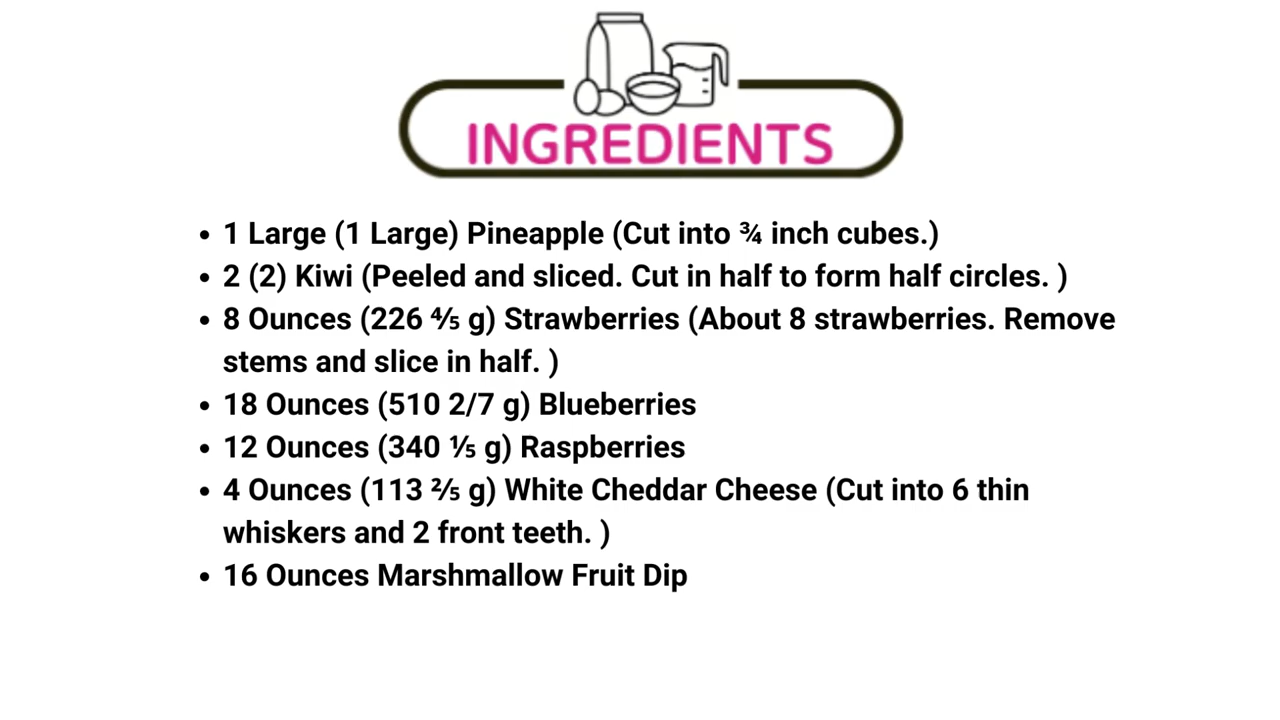 INGREDIENTS
• 1 Large (1 Large) Pineapple (Cut into ¾ inch cubes.)
• 2 (2) Kiwi (Peeled and sliced. Cut in half to form half circles. )
• 8 Ounces (226 ⅘ g) Strawberries (About 8 strawberries. Remove
stems and slice in half. )
• 18 Ounces (510 2/7 g) Blueberries
• 12 Ounces (340 ⅕ g) Raspberries
• 4 Ounces (113 ⅖ g) White Cheddar Cheese (Cut into 6 thin
whiskers and 2 front teeth. )
• 16 Ounces Marshmallow Fruit Dip